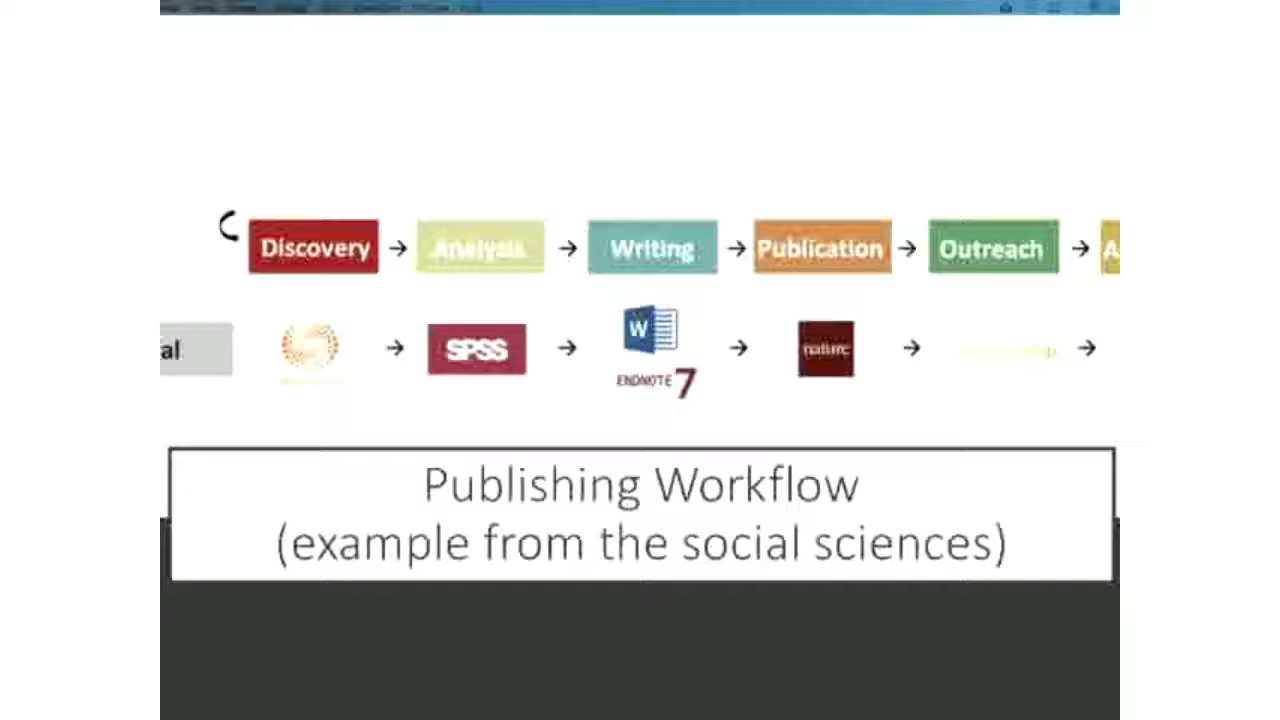 Discovery → Analysis → Writing → Publication → Outreach → A
al → SPSS → W → nature → →
ENDNOTE 7
Publishing Workflow
(example from the social sciences)